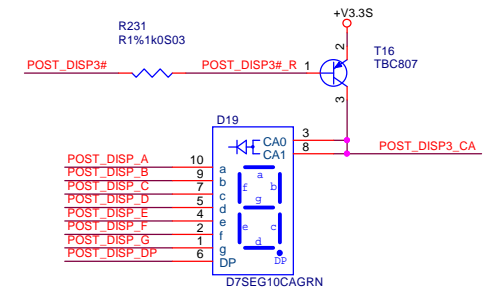 +V3.3S
R231
R1%1k0S03
2
T16
TBC807
POST_DISP3#
POST_DISP3#_R
1
3
D19
CA0
3
CA1
8
POST_DISP3_CA
POST_DISP_A
10
a
POST_DISP_B
9
b
POST_DISP_C
7
c
POST_DISP_D
5
d
POST_DISP_E
4
e
POST_DISP_F
2
f
POST_DISP_G
1
g
POST_DISP_DP
6
DP
a
f
b
g
e
c
d
DP
D7SEG10CAGRN